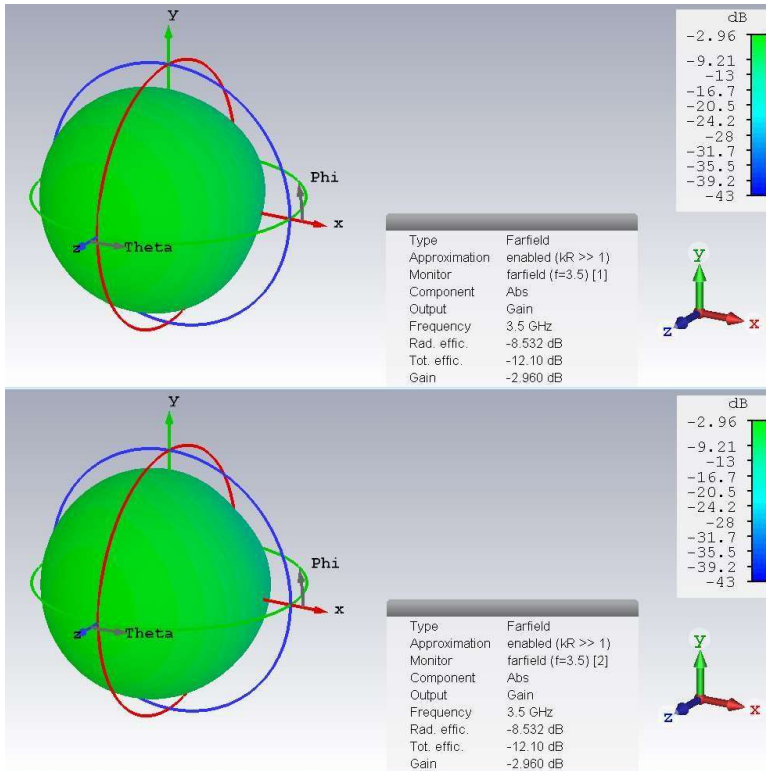 y
dB
-2.96
-9.21
-13
-16.7
-20.5
-24.2
-28
-31.7
-35.5
-39.2
-43
Phi
x
z
Theta
Type Farfield
Approximation enabled (kR >> 1)
Monitor farfield (f=3.5) [1]
Component Abs
Output Gain
Frequency 3.5 GHz
Rad. effic. -8.532 dB
Tot. effic. -12.10 dB
Gain -2.960 dB
y
x
z
y
dB
-2.96
-9.21
-13
-16.7
-20.5
-24.2
-28
-31.7
-35.5
-39.2
-43
Phi
x
z
Theta
Type Farfield
Approximation enabled (kR >> 1)
Monitor farfield (f=3.5) [2]
Component Abs
Output Gain
Frequency 3.5 GHz
Rad. effic. -8.532 dB
Tot. effic. -12.10 dB
Gain -2.960 dB
y
x
z